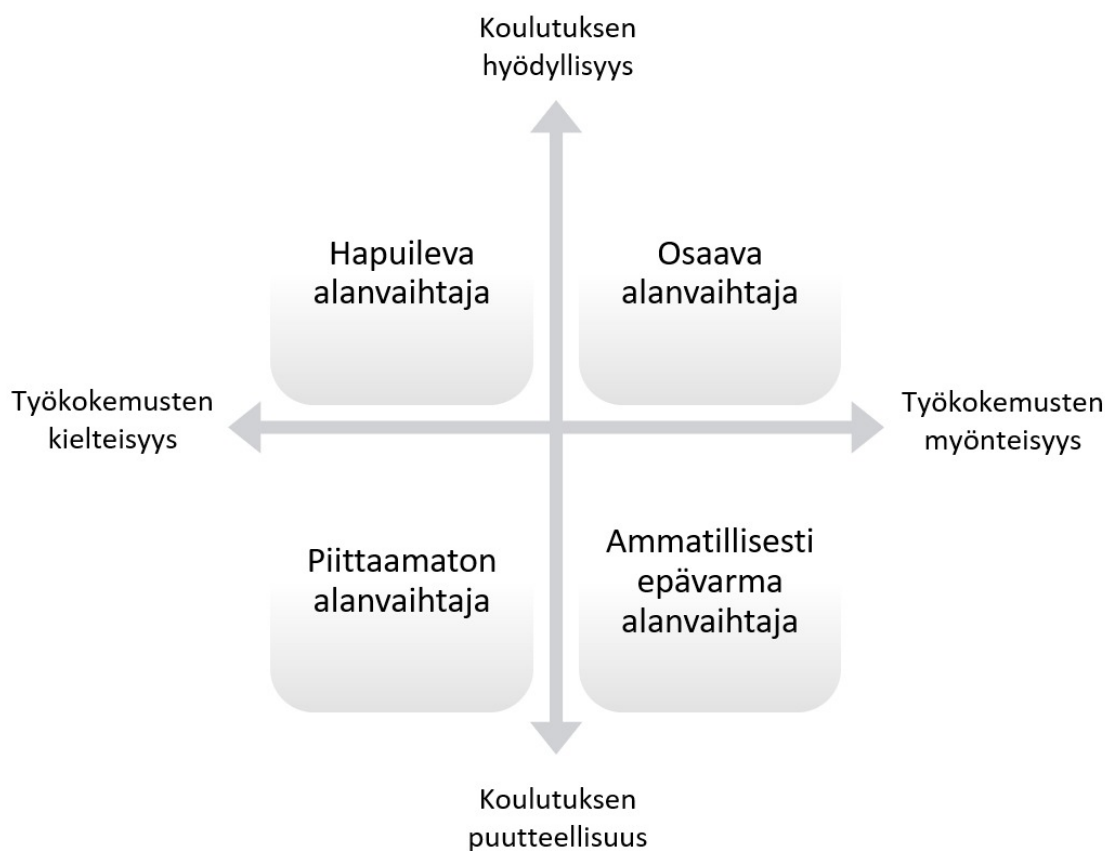 Koulutuksen
hyödyllisyys
Hapuileva
alanvaihtaja
Osaava
alanvaihtaja
Työkokemusten
kielteisyys
Työkokemusten
myönteisyys
Piittaamaton
alanvaihtaja
Ammatillisesti
epävarma
alanvaihtaja
Koulutuksen
puutteellisuus